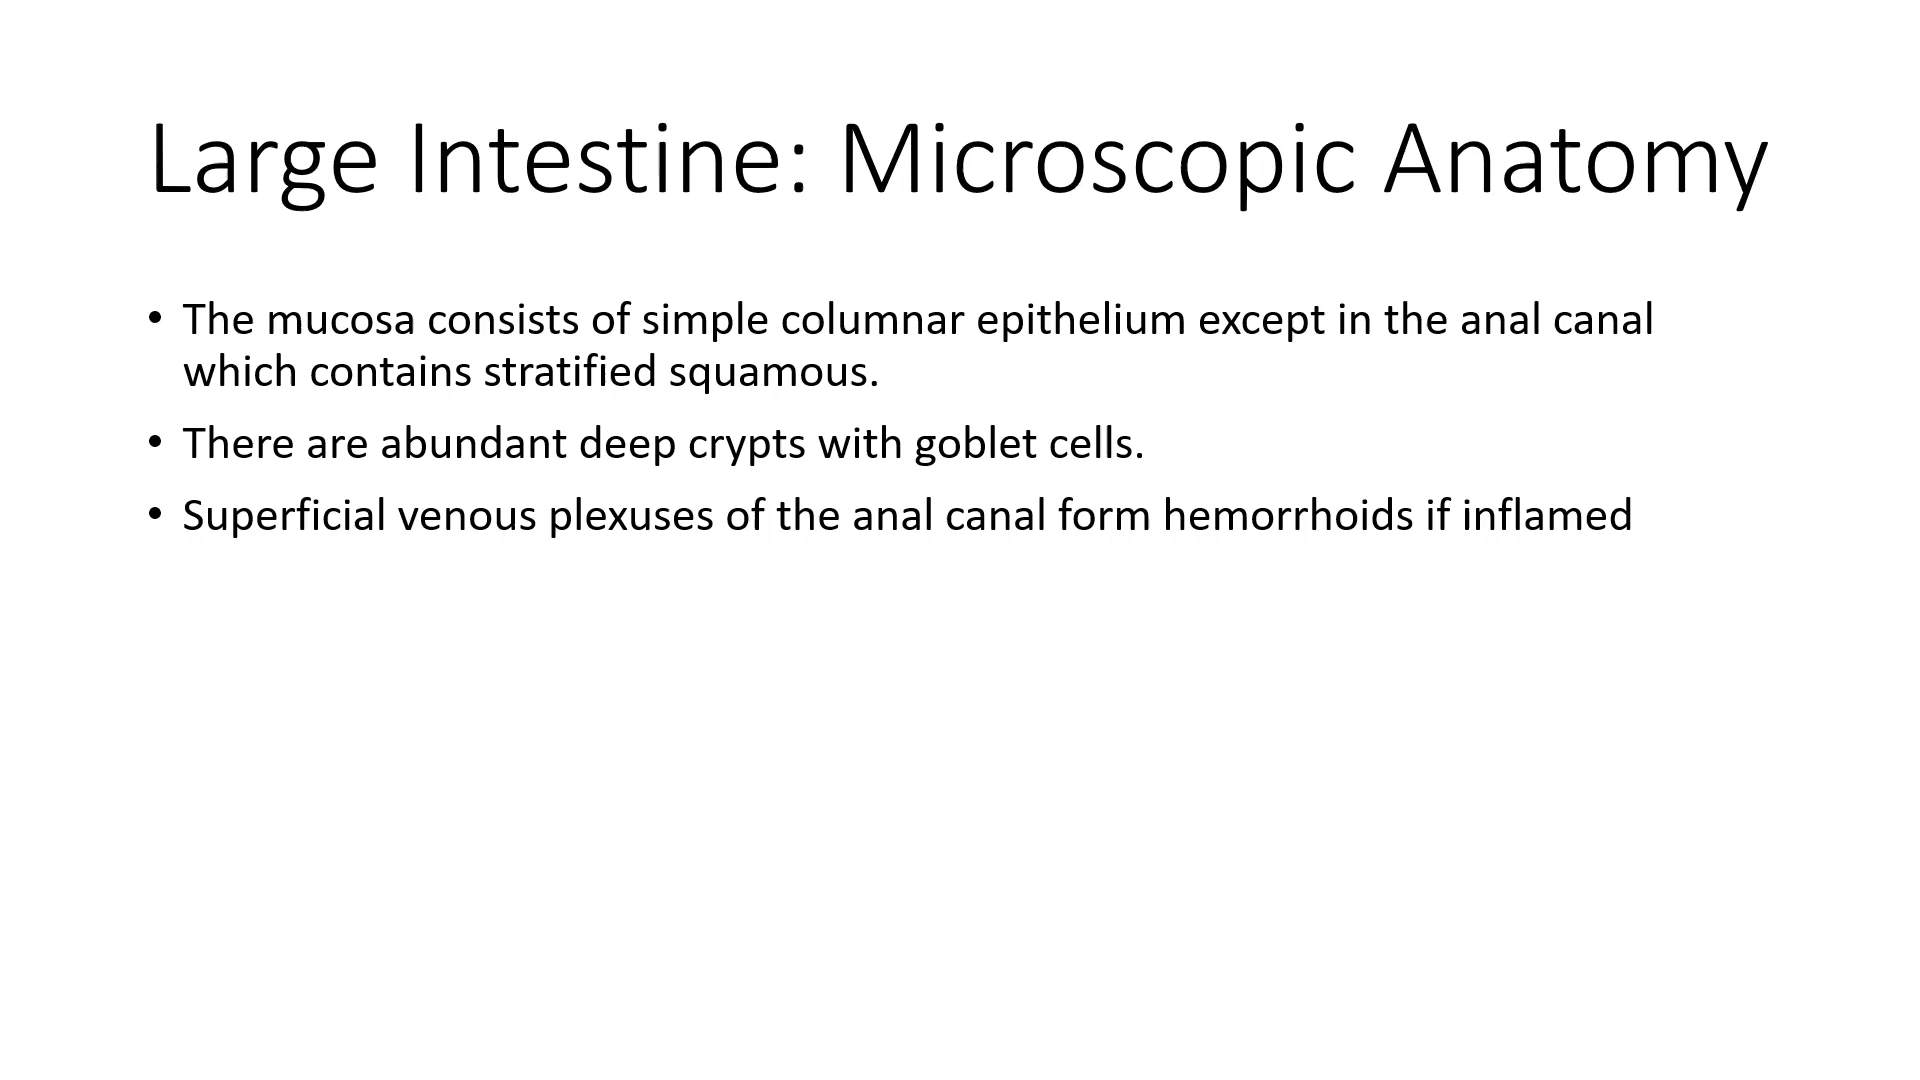 Large Intestine: Microscopic Anatomy
• The mucosa consists of simple columnar epithelium except in the anal canal
which contains stratified squamous.
• There are abundant deep crypts with goblet cells.
• Superficial venous plexuses of the anal canal form hemorrhoids if inflamed